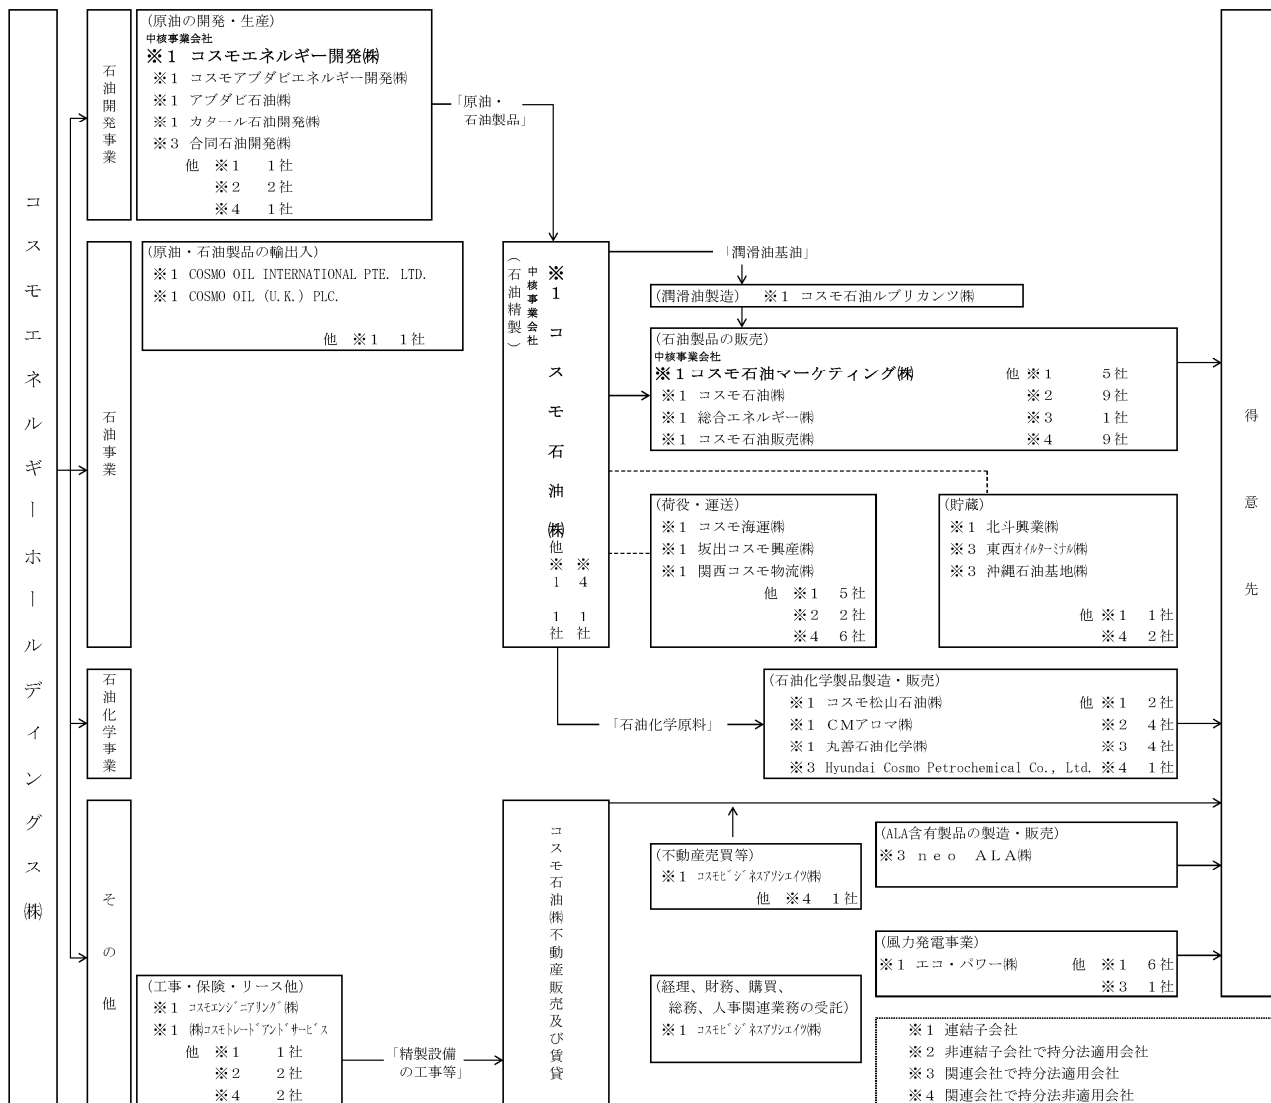 コスモエネルギーホールディングス㈱
石油開発事業
(原油の開発・生産)
中核事業会社
※１ コスモエネルギー開発㈱
※１ コスモアブダビエネルギー開発㈱
※１ アブダビ石油㈱
※１ カタール石油開発㈱
※３ 合同石油開発㈱
他 ※１ １社
※２ ２社
※４ １社
「原油・
石油製品」
石油事業
(原油・石油製品の輸出入)
※１ COSMO OIL INTERNATIONAL PTE. LTD.
※１ COSMO OIL (U.K.) PLC.
他 ※１ １社
(石油精製)
中核事業会社
※１コスモ石油㈱
他※１ １社
※４ １社
「潤滑油基油」
(潤滑油製造) ※１ コスモ石油ルブリカンツ㈱
(石油製品の販売)
中核事業会社
※１コスモ石油マーケティング㈱ 他 ※１ ５社
※１ コスモ石油㈱ ※２ ９社
※１ 総合エネルギー㈱ ※３ １社
※１ コスモ石油販売㈱ ※４ ９社
(荷役・運送)
※１ コスモ海運㈱
※１ 坂出コスモ興産㈱
※１ 関西コスモ物流㈱
他 ※１ ５社
※２ ２社
※４ ６社
(貯蔵)
※１ 北斗興業㈱
※３ 東西ｵｲﾙﾀｰﾐﾅﾙ㈱
※３ 沖縄石油基地㈱
他 ※１ １社
※４ ２社
石油化学事業
「石油化学原料」
(石油化学製品製造・販売)
※１ コスモ松山石油㈱ 他 ※１ ２社
※１ ＣＭアロマ㈱ ※２ ４社
※１ 丸善石油化学㈱ ※３ ４社
※３ Hyundai Cosmo Petrochemical Co., Ltd. ※４ １社
その他
(工事・保険・リース他)
※１ ｺｽﾓｴﾝｼﾞﾆｱﾘﾝｸﾞ㈱
※１ ㈱ｺｽﾓﾄﾚｰﾄﾞｱﾝﾄﾞｻｰﾋﾞｽ
他 ※１ １社
※２ ２社
※４ ２社
「精製設備
の工事等」
コスモ石油㈱不動産販売及び賃貸
(不動産売買等)
※１ ｺｽﾓﾋﾞｼﾞﾈｽｱｿｼｴｲﾂ㈱
他 ※４ １社
(経理、財務、購買、
総務、人事関連業務の受託)
※１ ｺｽﾓﾋﾞｼﾞﾈｽｱｿｼｴｲﾂ㈱
(ALA含有製品の製造・販売)
※３ ｎｅｏ ＡＬＡ㈱
(風力発電事業)
※１ エコ・パワー㈱ 他 ※１ ６社
※３ １社
得意先
※１ 連結子会社
※２ 非連結子会社で持分法適用会社
※３ 関連会社で持分法適用会社
※４ 関連会社で持分法非適用会社